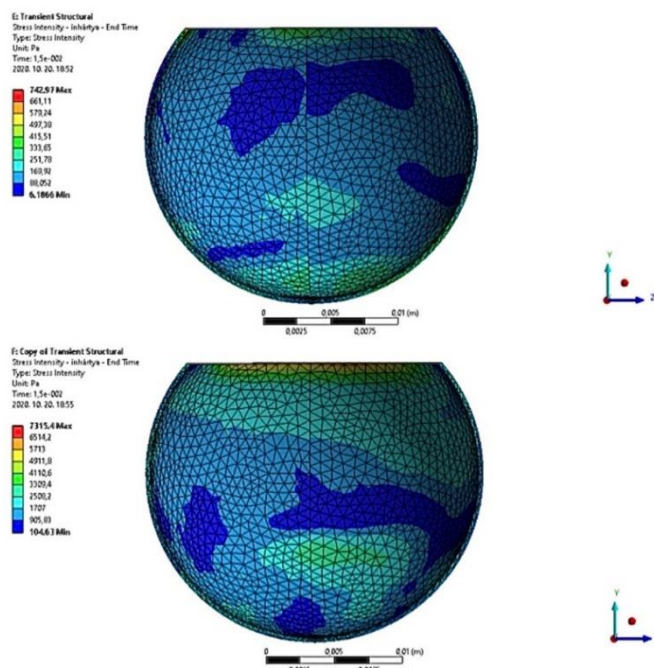 E: Transient Structural
Stress Intensity - ínhártya - End Time
Type: Stress Intensity
Unit: Pa
Time: 1,5e-002
2020. 10. 20. 18:52
742,97 Max
661,11
579,24
497,38
415,51
333,65
251,78
169,92
88,052
6,1866 Min
Y
Z
0
0,005
0,01 (m)
0,0025
0,0075
F: Copy of Transient Structural
Stress Intensity - ínhártya - End Time
Type: Stress Intensity
Unit: Pa
Time: 1,5e-002
2020. 10. 20. 18:55
7315,4 Max
6514,2
5713
4911,8
4110,6
3309,4
2508,2
1707
905,83
104,63 Min
Y
0
0,005
0,01 (m)
0,0075